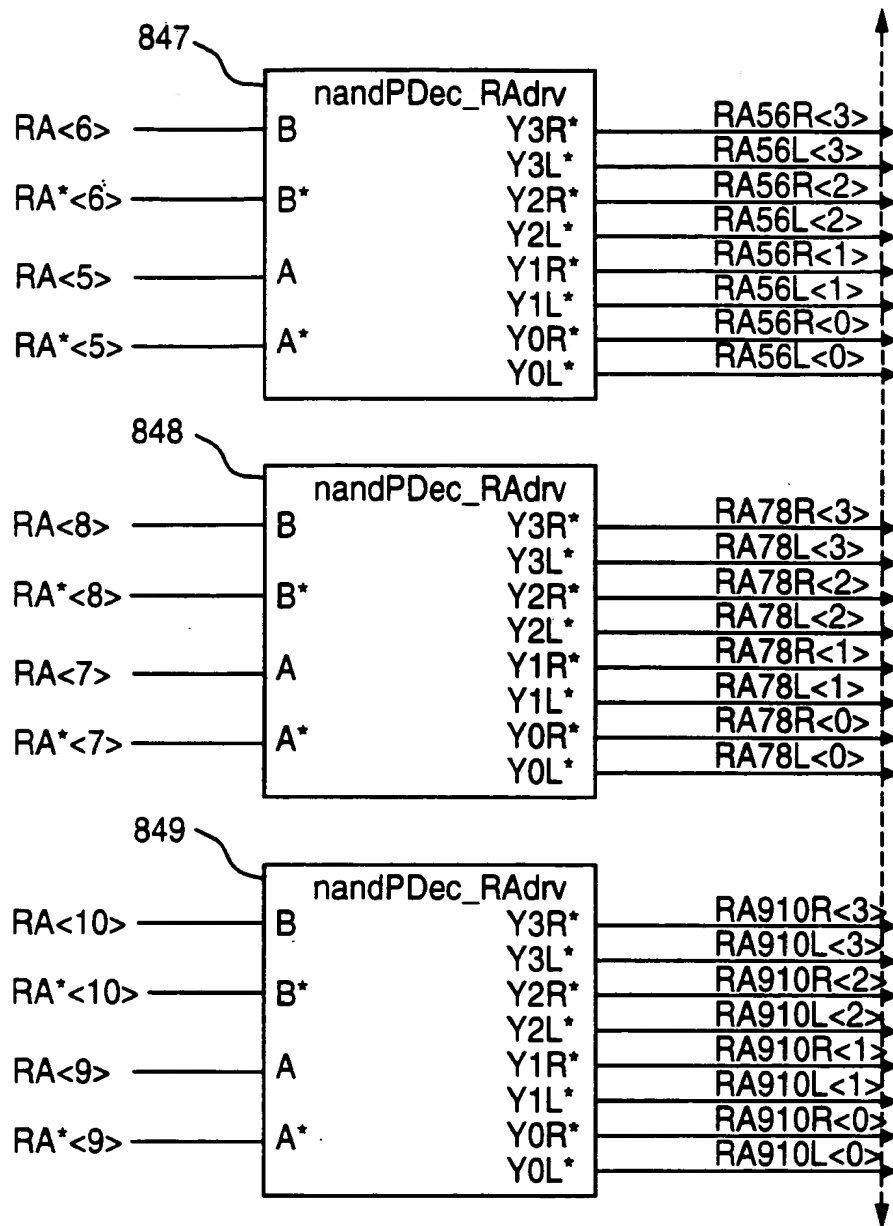 847
nandPDec_RAdrv
RA<6> B Y3R* RA56R<3>
Y3L* RA56L<3>
RA*<6> B* Y2R* RA56R<2>
Y2L* RA56L<2>
RA<5> A Y1R* RA56R<1>
Y1L* RA56L<1>
RA*<5> A* Y0R* RA56R<0>
Y0L* RA56L<0>
848
nandPDec_RAdrv
RA<8> B Y3R* RA78R<3>
Y3L* RA78L<3>
RA*<8> B* Y2R* RA78R<2>
Y2L* RA78L<2>
RA<7> A Y1R* RA78R<1>
Y1L* RA78L<1>
RA*<7> A* Y0R* RA78R<0>
Y0L* RA78L<0>
849
nandPDec_RAdrv
RA<10> B Y3R* RA910R<3>
Y3L* RA910L<3>
RA*<10> B* Y2R* RA910R<2>
Y2L* RA910L<2>
RA<9> A Y1R* RA910R<1>
Y1L* RA910L<1>
RA*<9> A* Y0R* RA910R<0>
Y0L* RA910L<0>